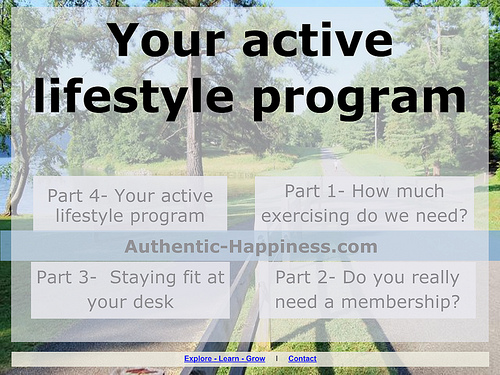 Your active
lifestyle program
Part 4- Your active
lifestyle program
Part 1- How much
exercising do we need?
Authentic-Happiness.com
Part 3-  Staying fit at
your desk
Part 2- Do you really
need a membership?
Explore - Learn - Grow I Contact